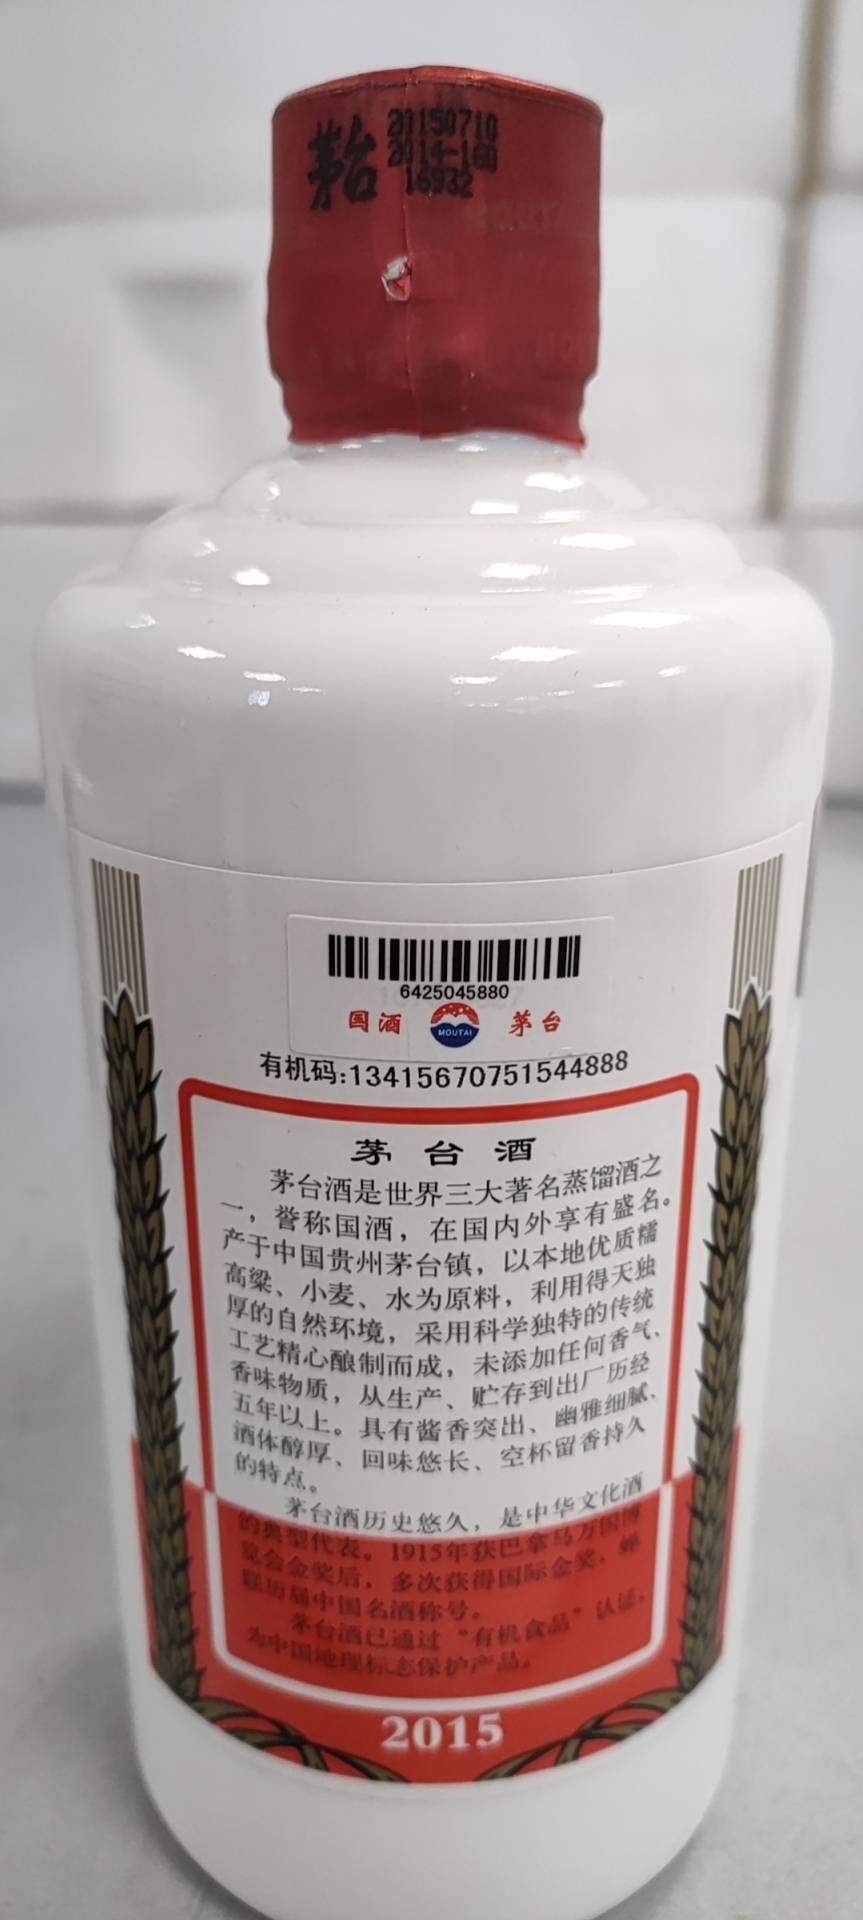 茅台
20150710
2014-160
16932
6425045880
国酒 MOUTAI 茅台
有机码:13415670751544888
茅台酒
茅台酒是世界三大著名蒸馏酒之
一，誉称国酒，在国内外享有盛名。
产于中国贵州茅台镇，以本地优质糯
高粱、小麦、水为原料，利用得天独
厚的自然环境，采用科学独特的传统
工艺精心酿制而成，未添加任何香气、
香味物质，从生产、贮存到出厂历经
五年以上。具有酱香突出、幽雅细腻、
酒体醇厚、回味悠长、空杯留香持久
的特点。
茅台酒历史悠久，是中华文化酒
的典型代表。1915年获巴拿马万国博
览会金奖后，多次获得国际金奖，蝉
联历届中国名酒称号。
茅台酒已通过“有机食品”认证，
为中国地理标志保护产品。
2015